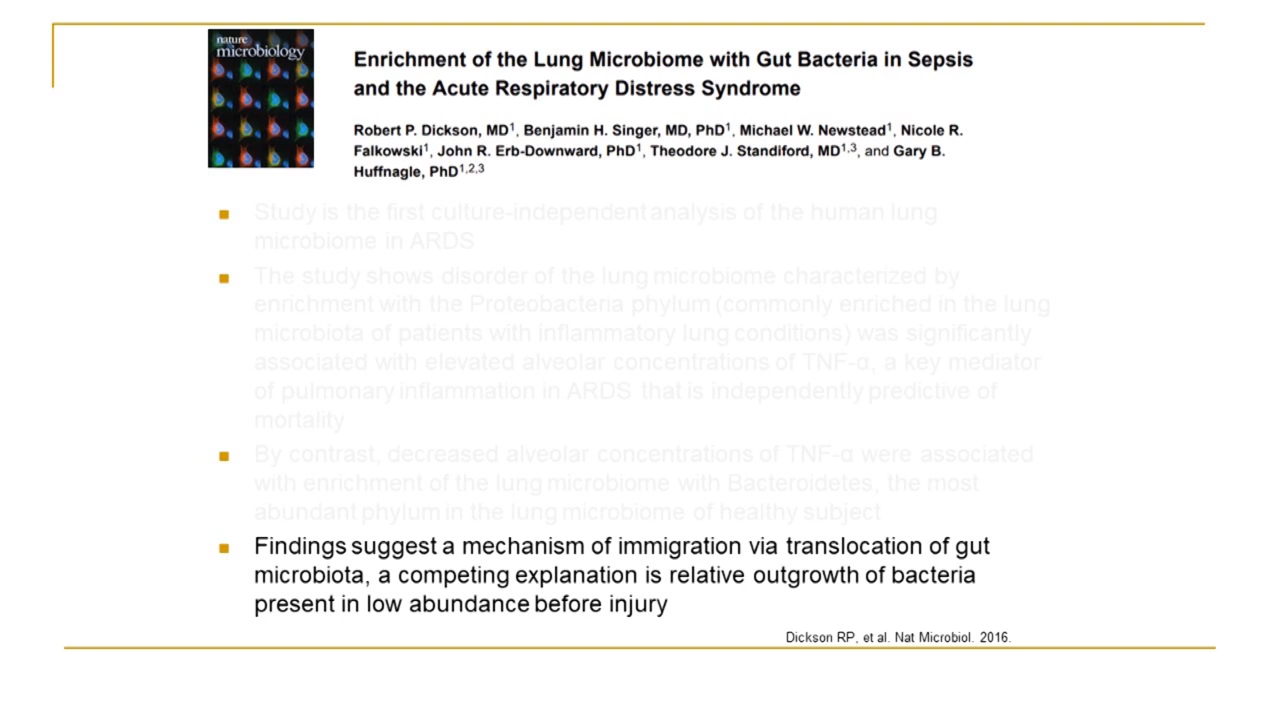 nature
microbiology
Enrichment of the Lung Microbiome with Gut Bacteria in Sepsis
and the Acute Respiratory Distress Syndrome
Robert P. Dickson, MD1, Benjamin H. Singer, MD, PhD1, Michael W. Newstead1, Nicole R.
Falkowski1, John R. Erb-Downward, PhD1, Theodore J. Standiford, MD1,3, and Gary B.
Huffnagle, PhD1,2,3
Study is the first culture-independent analysis of the human lung
microbiome in ARDS
The study shows disorder of the lung microbiome characterized by
enrichment with the Proteobacteria phylum (commonly enriched in the lung
microbiota of patients with inflammatory lung conditions) was significantly
associated with elevated alveolar concentrations of TNF-α, a key mediator
of pulmonary inflammation in ARDS that is independently predictive of
mortality
By contrast, decreased alveolar concentrations of TNF-α were associated
with enrichment of the lung microbiome with Bacteroidetes, the most
abundant phylum in the lung microbiome of healthy subject
Findings suggest a mechanism of immigration via translocation of gut
microbiota, a competing explanation is relative outgrowth of bacteria
present in low abundance before injury
Dickson RP, et al. Nat Microbiol. 2016.